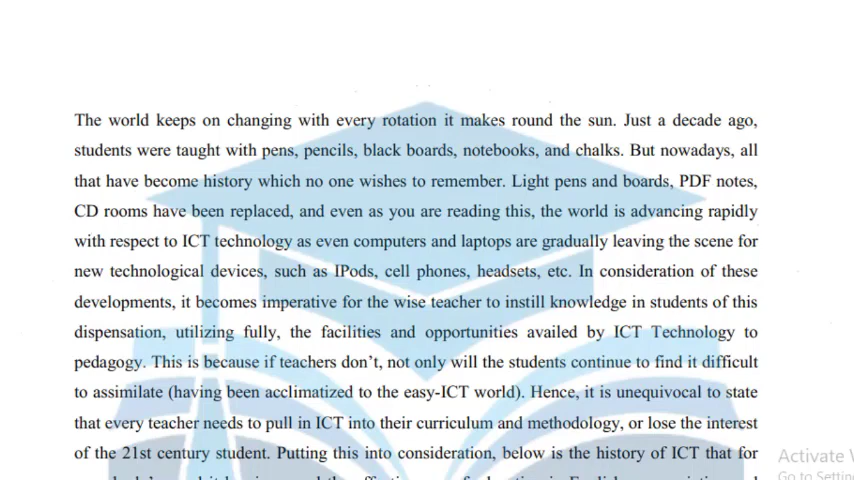 The world keeps on changing with every rotation it makes round the sun. Just a decade ago,
students were taught with pens, pencils, black boards, notebooks, and chalks. But nowadays, all
that have become history which no one wishes to remember. Light pens and boards, PDF notes,
CD rooms have been replaced, and even as you are reading this, the world is advancing rapidly
with respect to ICT technology as even computers and laptops are gradually leaving the scene for
new technological devices, such as IPods, cell phones, headsets, etc. In consideration of these
developments, it becomes imperative for the wise teacher to instill knowledge in students of this
dispensation, utilizing fully, the facilities and opportunities availed by ICT Technology to
pedagogy. This is because if teachers don't, not only will the students continue to find it difficult
to assimilate (having been acclimatized to the easy-ICT world). Hence, it is unequivocal to state
that every teacher needs to pull in ICT into their curriculum and methodology, or lose the interest
of the 21st century student. Putting this into consideration, below is the history of ICT that for
Activate
Go to Setting